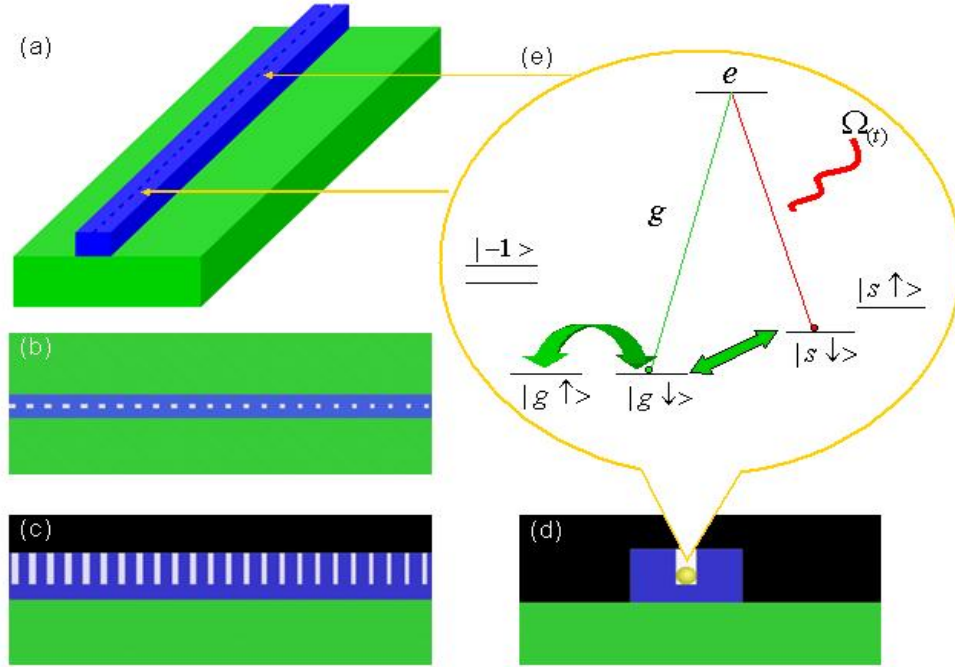 (a)
(e)
e
Ω(t)
g
|−1>
|s ↑>
|s ↓>
|g ↑>
|g ↓>
(b)
(c)
(d)